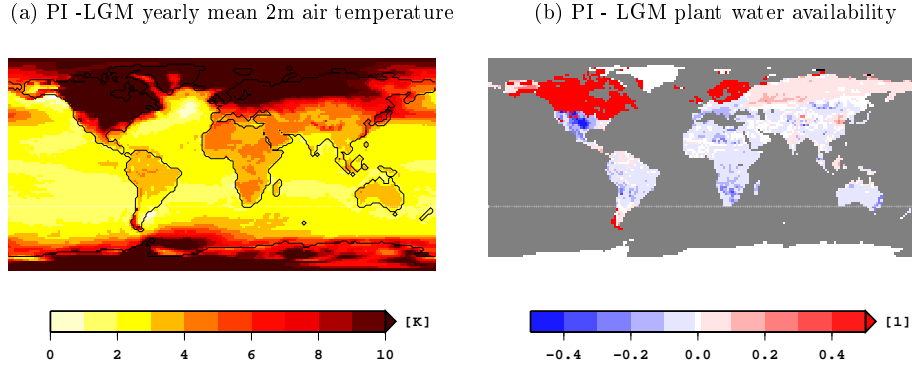 (a) PI -LGM yearly mean 2m air temperature
(b) PI - LGM plant water availability
[K]
0 2 4 6 8 10
[1]
-0.4 -0.2 0.0 0.2 0.4